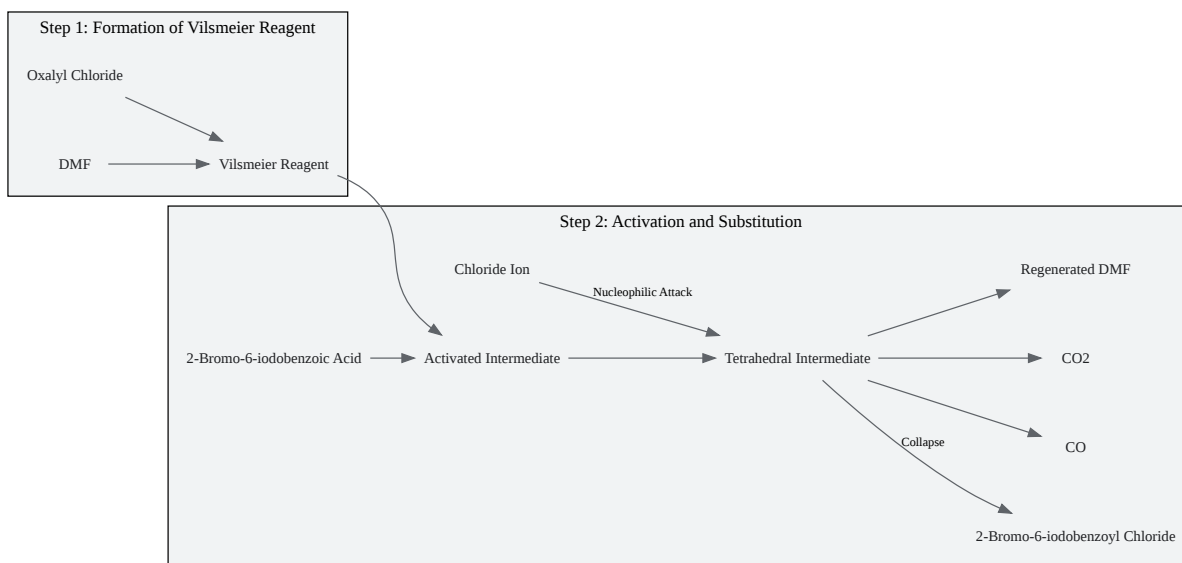 Step 1: Formation of Vilsmeier Reagent
Oxalyl Chloride
DMF
Vilsmeier Reagent
Step 2: Activation and Substitution
Chloride Ion
Nucleophilic Attack
Regenerated DMF
2-Bromo-6-iodobenzoic Acid
Activated Intermediate
Tetrahedral Intermediate
CO2
Collapse
CO
2-Bromo-6-iodobenzoyl Chloride